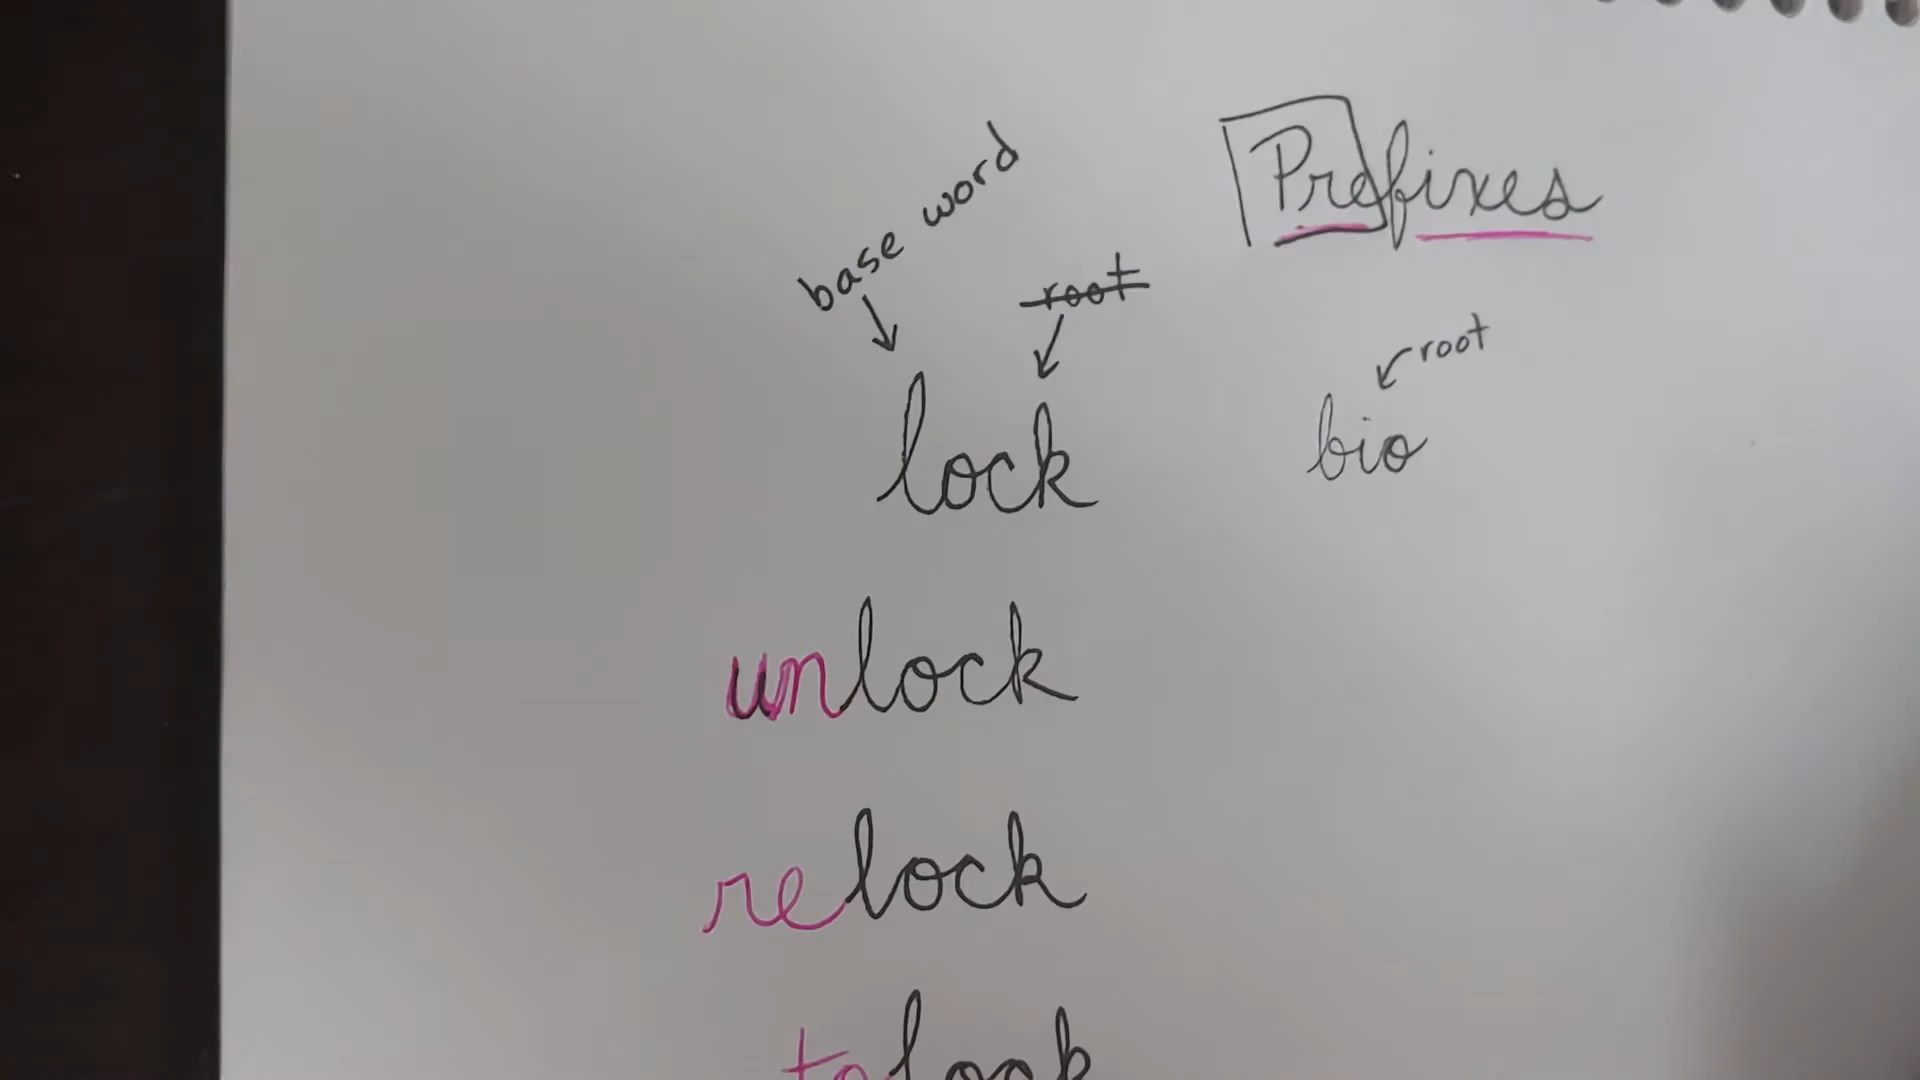 Prefixes
base word
root
root
lock
bio
unlock
relock